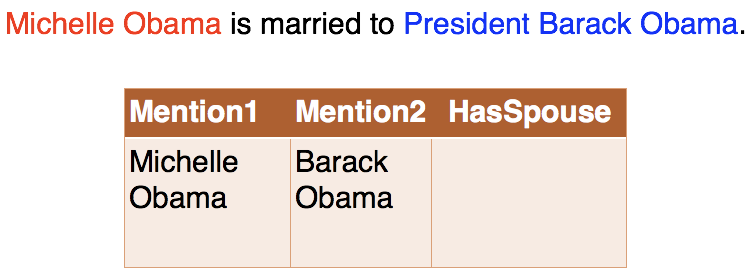 Michelle Obama is married to President Barack Obama.
Mention1 Mention2 HasSpouse
Michelle Barack
Obama Obama